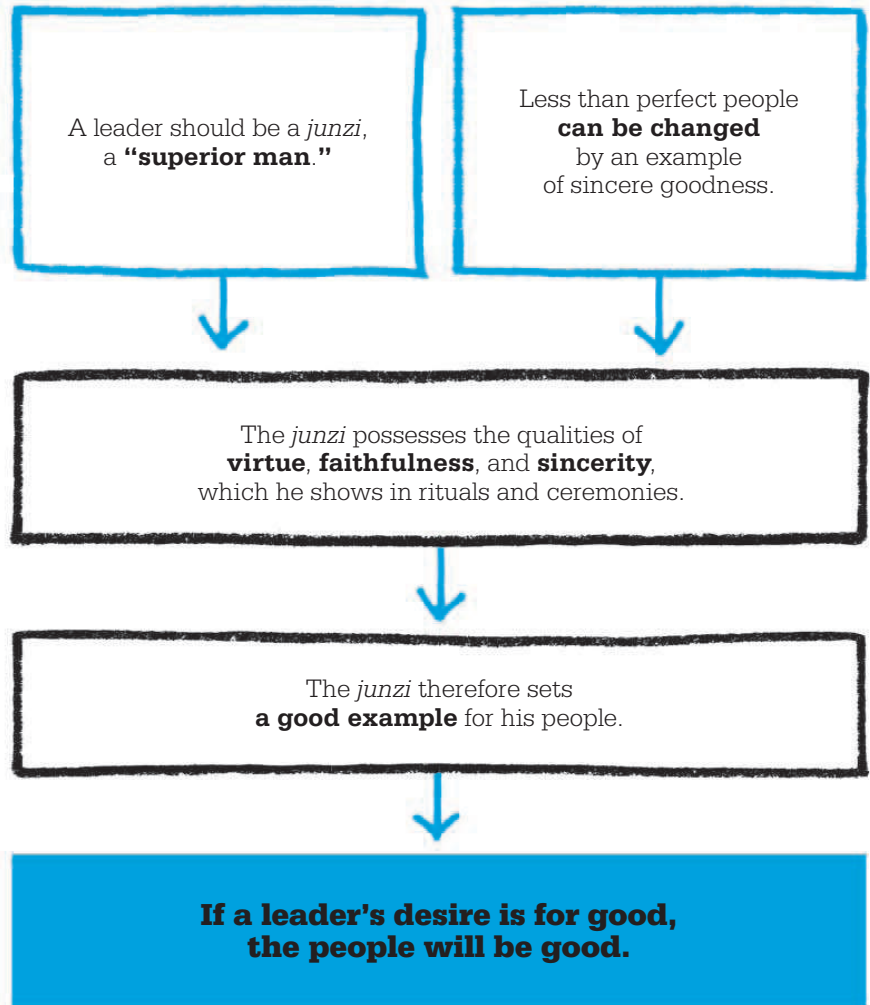 A leader should be a junzi,
a “superior man.”
Less than perfect people
can be changed
by an example
of sincere goodness.
The junzi possesses the qualities of
virtue, faithfulness, and sincerity,
which he shows in rituals and ceremonies.
The junzi therefore sets
a good example for his people.
If a leader’s desire is for good,
the people will be good.